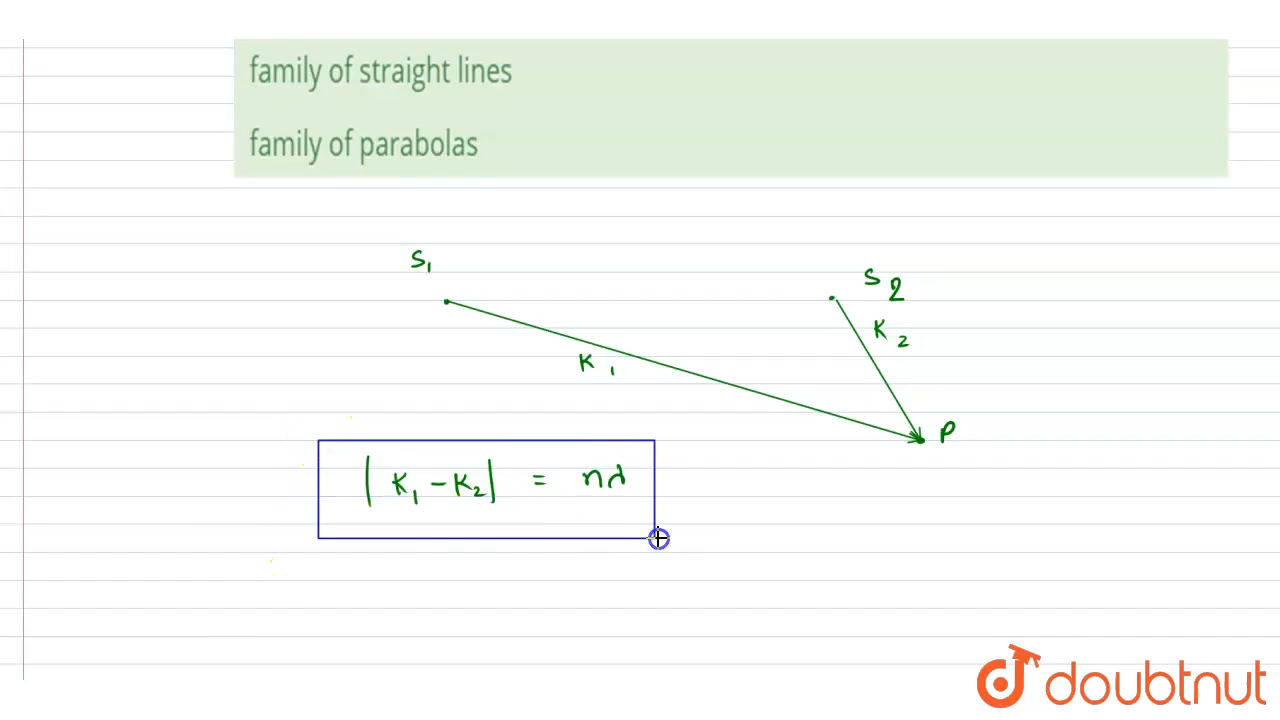 family of straight lines
family of parabolas
S₁
S₂
K₂
K₁
P
|K₁ - K₂| = nλ
doubtnut